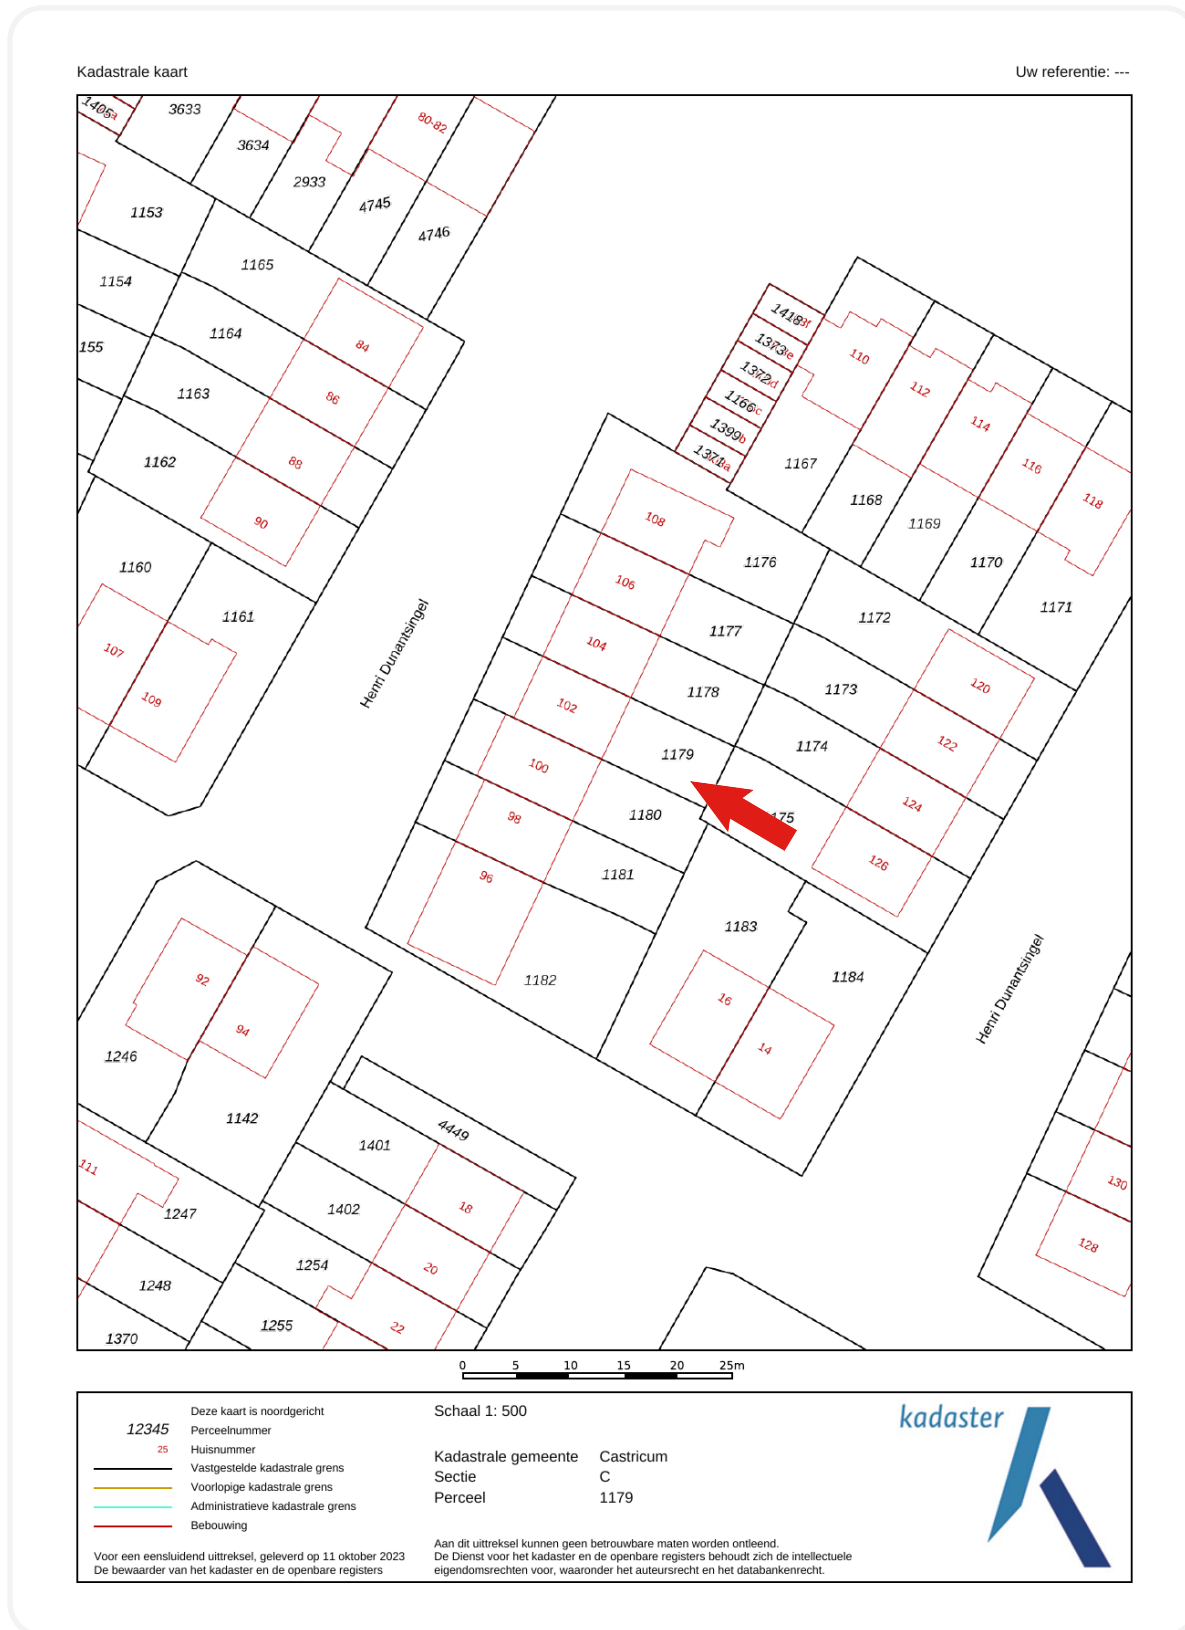 Kadastrale kaart
Uw referentie: ---
1405a
3633
80-82
3634
2933
4745
1153
4746
1165
1154
1418
1164
1373e
155
84
110
1372d
1163
86
112
1166c
1399b
114
1162
88
1371a
1167
116
1168
118
90
108
1169
1176
1170
1160
106
1171
1161
1172
1177
Henri Dunantsingel
104
107
1173
120
1178
109
102
1174
122
1179
100
124
1180
98
175
126
1181
96
1183
1182
1184
92
16
Henri Dunantsingel
94
14
1246
1142
4449
1401
111
130
18
1402
1247
128
1254
20
1248
1255
22
1370
0 5 10 15 20 25m
Deze kaart is noordgericht
12345 Perceelnummer
25 Huisnummer
Vastgestelde kadastrale grens
Voorlopige kadastrale grens
Administratieve kadastrale grens
Bebouwing
Voor een eensluidend uittreksel, geleverd op 11 oktober 2023
De bewaarder van het kadaster en de openbare registers
Schaal 1: 500
Kadastrale gemeente Castricum
Sectie C
Perceel 1179
Aan dit uittreksel kunnen geen betrouwbare maten worden ontleend.
De Dienst voor het kadaster en de openbare registers behoudt zich de intellectuele
eigendomsrechten voor, waaronder het auteursrecht en het databankenrecht.
kadaster